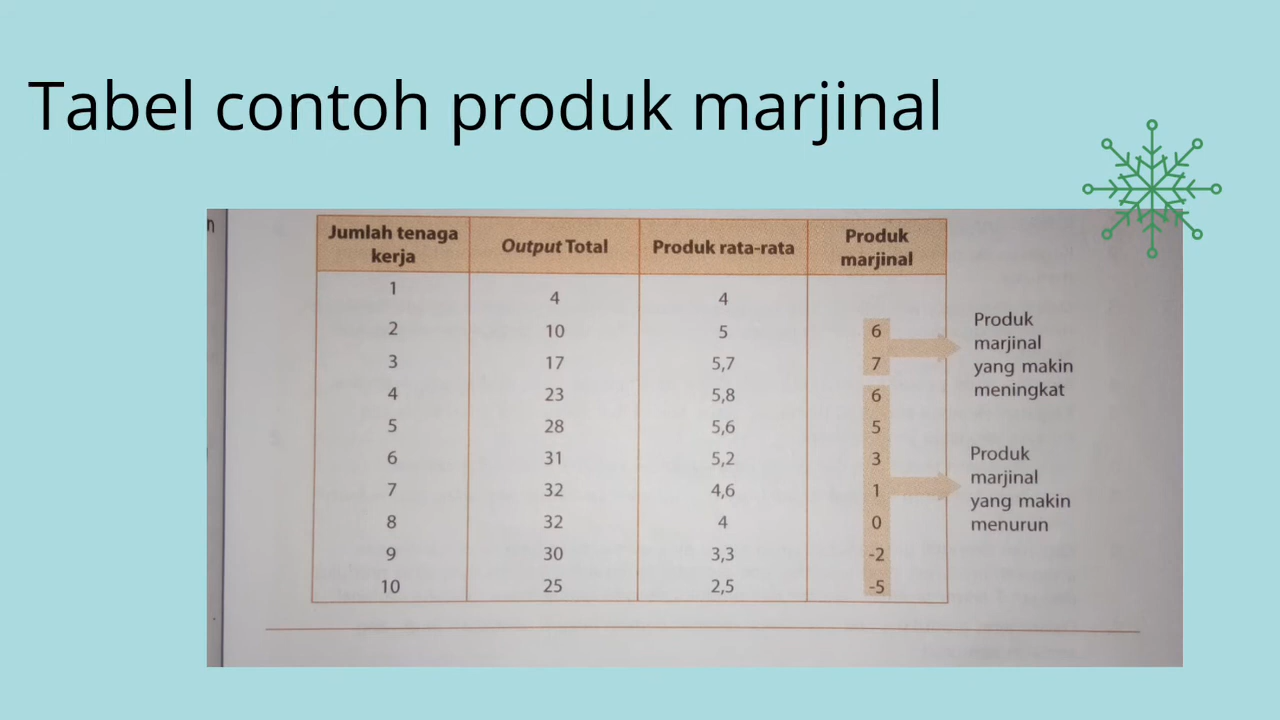 Tabel contoh produk marjinal
n
Jumlah tenaga kerja Output Total Produk rata-rata Produk marjinal
1 4 4
2 10 5 6
3 17 5,7 7
4 23 5,8 6
5 28 5,6 5
6 31 5,2 3
7 32 4,6 1
8 32 4 0
9 30 3,3 -2
10 25 2,5 -5
Produk
marjinal
yang makin
meningkat
Produk
marjinal
yang makin
menurun